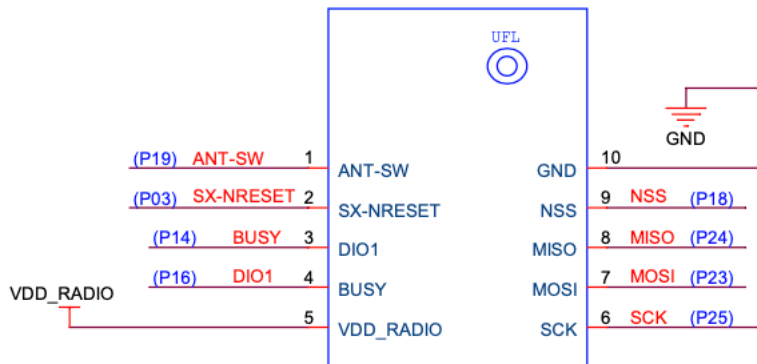 UFL
GND
(P19) ANT-SW 1 ANT-SW GND 10
(P03) SX-NRESET 2 SX-NRESET NSS 9 NSS (P18)
(P14) BUSY 3 DIO1 MISO 8 MISO (P24)
(P16) DIO1 4 BUSY MOSI 7 MOSI (P23)
VDD_RADIO
5 VDD_RADIO SCK 6 SCK (P25)